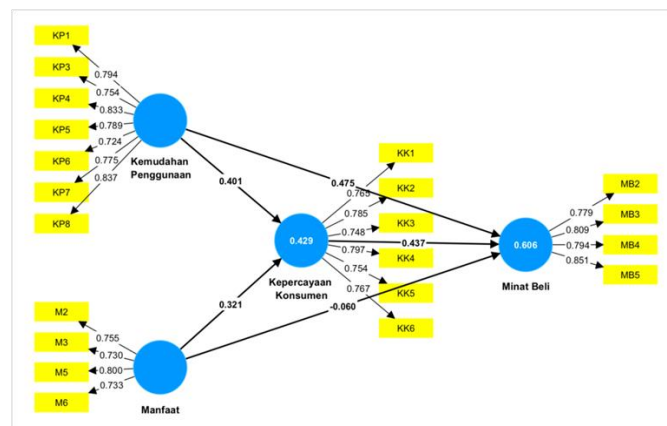 KP1
KP3
KP4
KP5
KP6
KP7
KP8
0.794
0.754
0.833
0.789
0.724
0.775
0.837
Kemudahan
Penggunaan
0.401
0.475
KK1
KK2
KK3
KK4
KK5
KK6
0.765
0.785
0.748
0.797
0.754
0.767
0.429
0.437
Kepercayaan
Konsumen
-0.060
0.321
M2
M3
M5
M6
0.755
0.730
0.800
0.733
Manfaat
0.606
Minat Beli
0.779
0.809
0.794
0.851
MB2
MB3
MB4
MB5